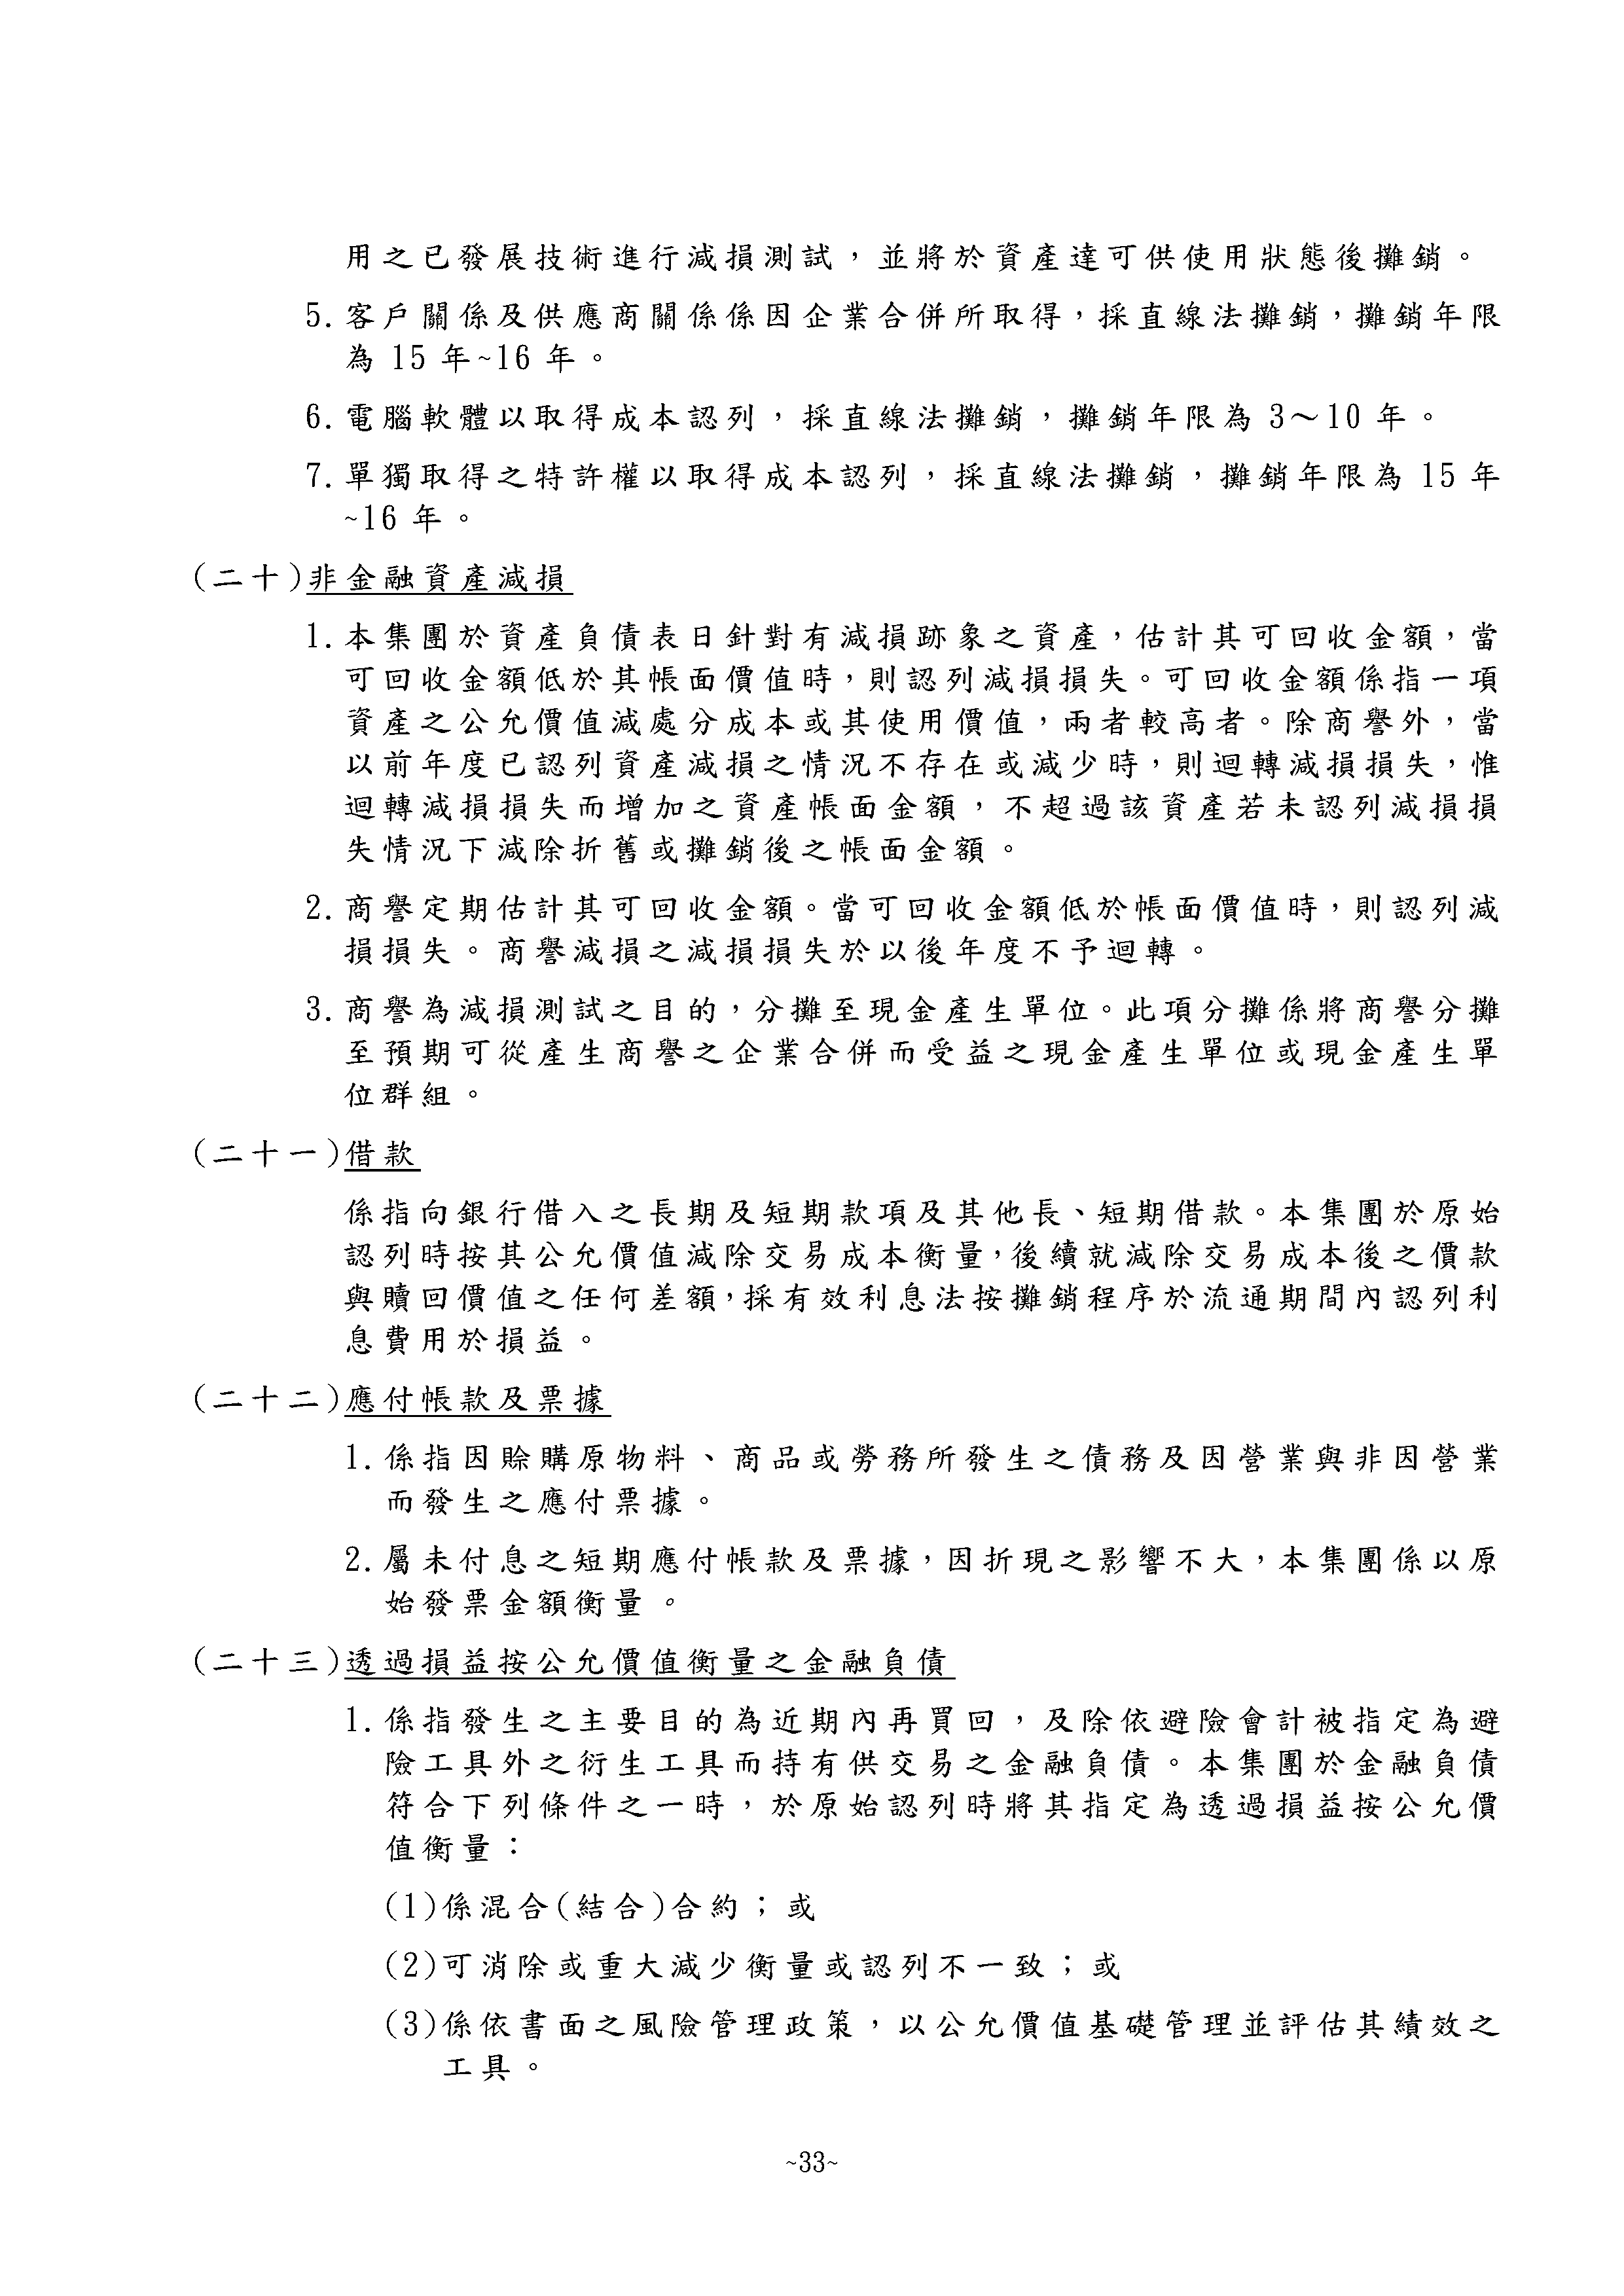 用之已發展技術進行減損測試，並將於資產達可供使用狀態後攤銷。
5.客戶關係及供應商關係係因企業合併所取得，採直線法攤銷，攤銷年限
為 15 年~16 年。
6.電腦軟體以取得成本認列，採直線法攤銷，攤銷年限為 3～10 年。
7.單獨取得之特許權以取得成本認列，採直線法攤銷，攤銷年限為 15 年
~16 年。
(二十)非金融資產減損
1.本集團於資產負債表日針對有減損跡象之資產，估計其可回收金額，當
可回收金額低於其帳面價值時，則認列減損損失。可回收金額係指一項
資產之公允價值減處分成本或其使用價值，兩者較高者。除商譽外，當
以前年度已認列資產減損之情況不存在或減少時，則迴轉減損損失，惟
迴轉減損損失而增加之資產帳面金額，不超過該資產若未認列減損損
失情況下減除折舊或攤銷後之帳面金額。
2.商譽定期估計其可回收金額。當可回收金額低於帳面價值時，則認列減
損損失。商譽減損之減損損失於以後年度不予迴轉。
3.商譽為減損測試之目的，分攤至現金產生單位。此項分攤係將商譽分攤
至預期可從產生商譽之企業合併而受益之現金產生單位或現金產生單
位群組。
(二十一)借款
係指向銀行借入之長期及短期款項及其他長、短期借款。本集團於原始
認列時按其公允價值減除交易成本衡量，後續就減除交易成本後之價款
與贖回價值之任何差額，採有效利息法按攤銷程序於流通期間內認列利
息費用於損益。
(二十二)應付帳款及票據
1.係指因賒購原物料、商品或勞務所發生之債務及因營業與非因營業
而發生之應付票據。
2.屬未付息之短期應付帳款及票據，因折現之影響不大，本集團係以原
始發票金額衡量。
(二十三)透過損益按公允價值衡量之金融負債
1.係指發生之主要目的為近期內再買回，及除依避險會計被指定為避
險工具外之衍生工具而持有供交易之金融負債。本集團於金融負債
符合下列條件之一時，於原始認列時將其指定為透過損益按公允價
值衡量：
(1)係混合(結合)合約；或
(2)可消除或重大減少衡量或認列不一致；或
(3)係依書面之風險管理政策，以公允價值基礎管理並評估其績效之
工具。
~33~